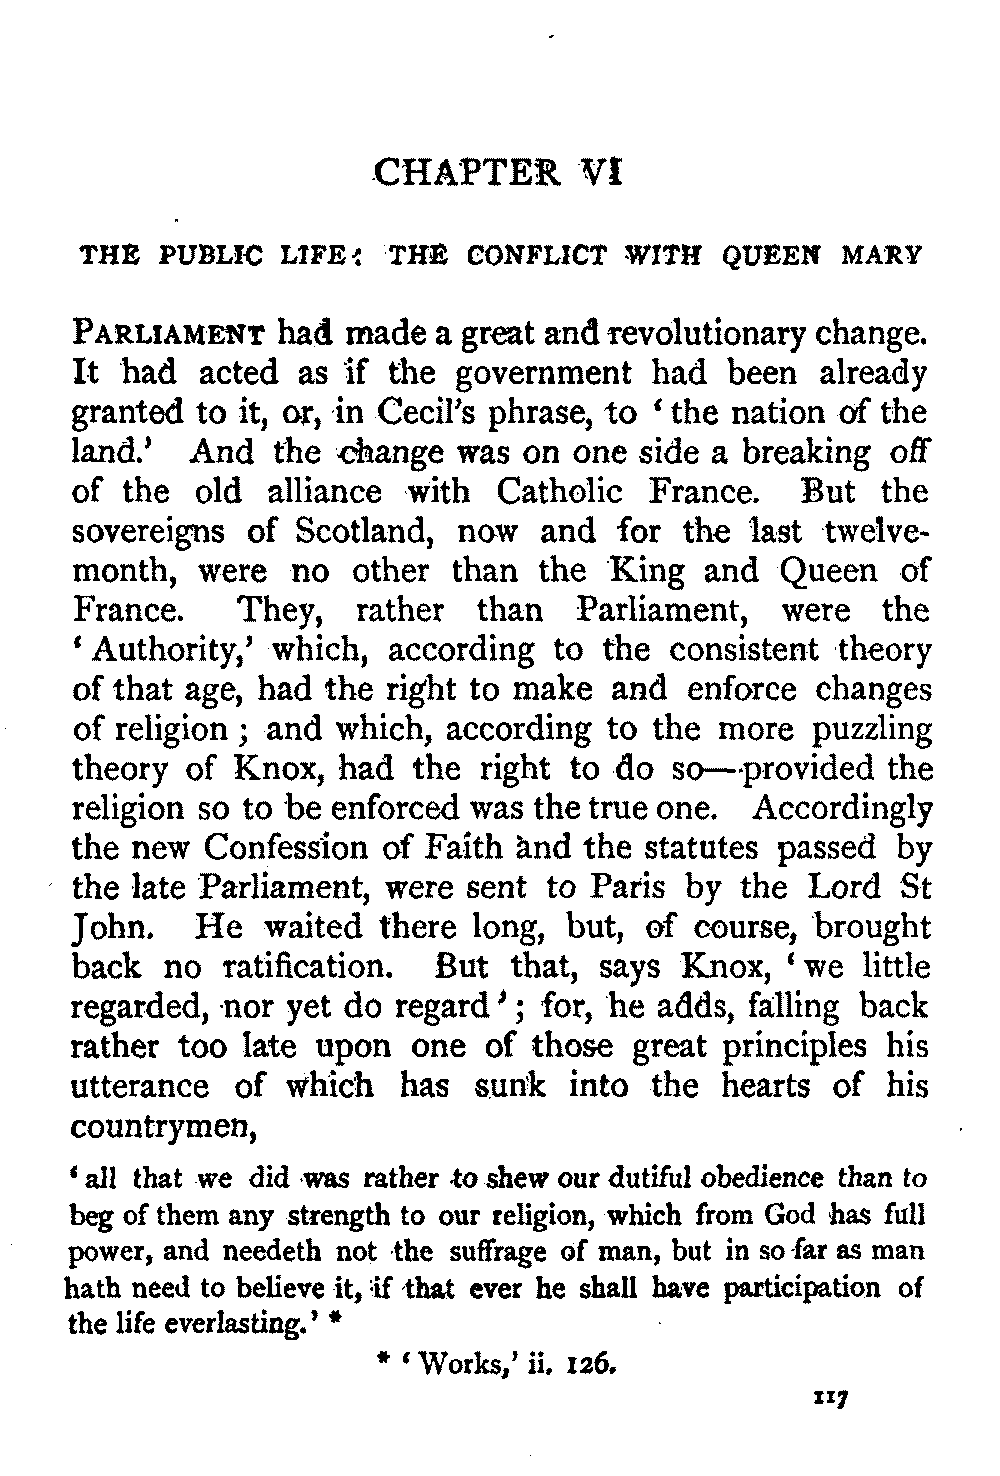 CHAPTER VI
THE PUBLIC LIFE: THE CONFLICT WITH QUEEN MARY
PARLIAMENT had made a great and revolutionary change.
It had acted as if the government had been already
granted to it, or, in Cecil's phrase, to ‘the nation of the
land.’ And the change was on one side a breaking off
of the old alliance with Catholic France. But the
sovereigns of Scotland, now and for the last twelve-
month, were no other than the King and Queen of
France. They, rather than Parliament, were the
‘Authority,’ which, according to the consistent theory
of that age, had the right to make and enforce changes
of religion; and which, according to the more puzzling
theory of Knox, had the right to do so—provided the
religion so to be enforced was the true one. Accordingly
the new Confession of Faith and the statutes passed by
the late Parliament, were sent to Paris by the Lord St
John. He waited there long, but, of course, brought
back no ratification. But that, says Knox, ‘we little
regarded, nor yet do regard’; for, he adds, falling back
rather too late upon one of those great principles his
utterance of which has sunk into the hearts of his
countrymen,
‘all that we did was rather to shew our dutiful obedience than to
beg of them any strength to our religion, which from God has full
power, and needeth not the suffrage of man, but in so far as man
hath need to believe it, if that ever he shall have participation of
the life everlasting.’ *
* ‘Works,’ ii. 126.
117